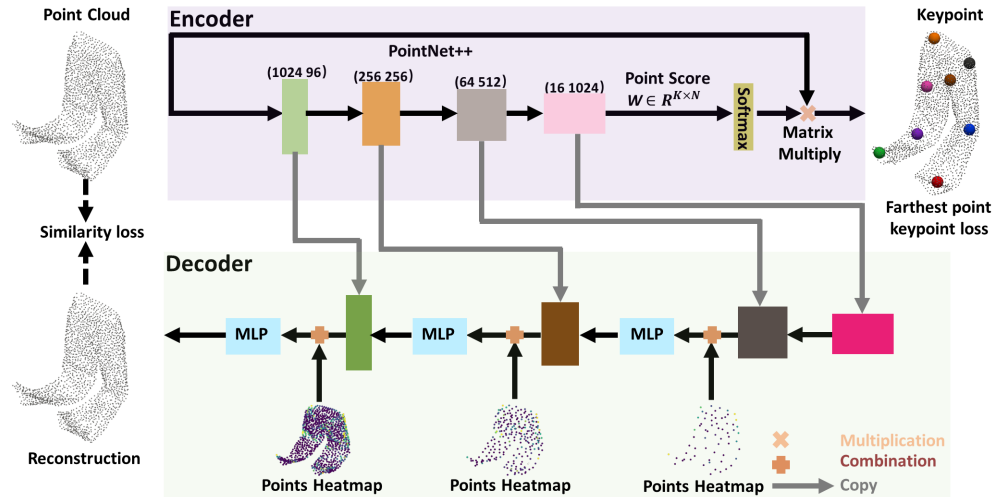 Point Cloud
Encoder
Keypoint
PointNet++
(1024 96)
(256 256)
(64 512)
(16 1024)
Point Score
W ∈ R^{K×N}
Softmax
Matrix
Multiply
Farthest point
keypoint loss
Similarity loss
Decoder
MLP
MLP
MLP
Reconstruction
Points Heatmap
Points Heatmap
Points Heatmap
Multiplication
Combination
Copy